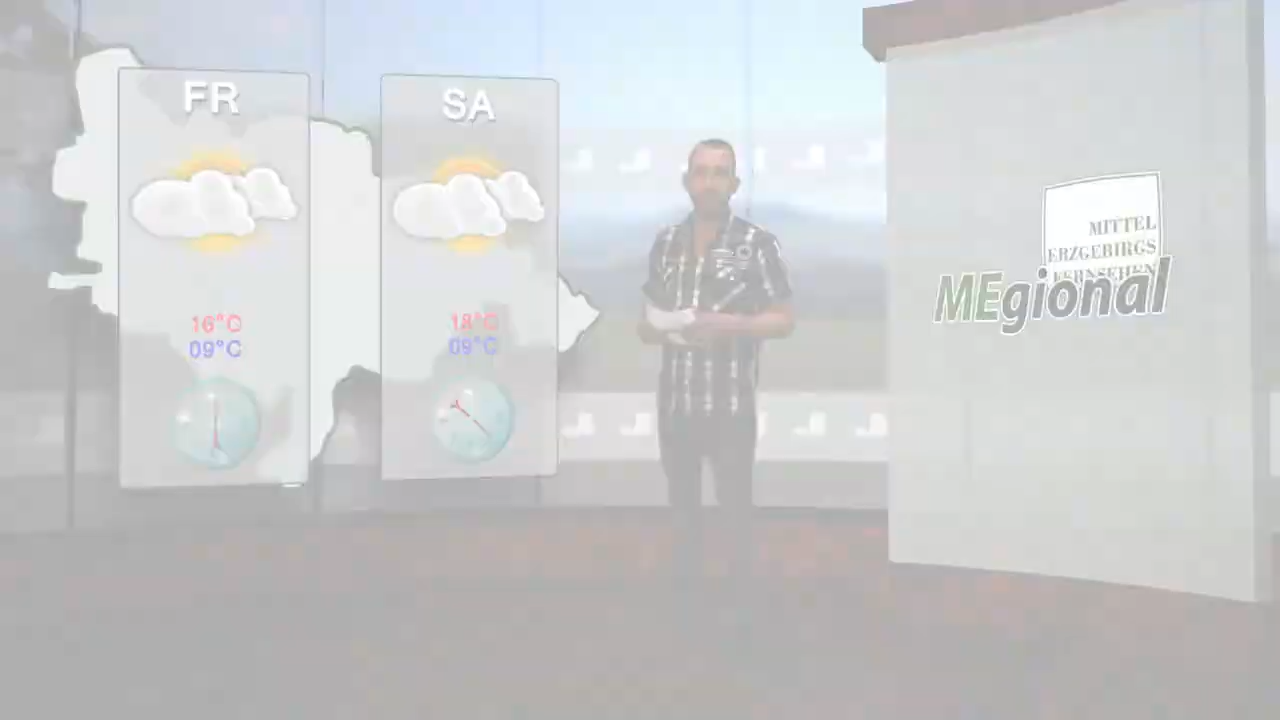 FR
16°C
09°C
SA
18°C
09°C
MITTEL
ERZGEBIRGS
FERNSEHEN
MEgional